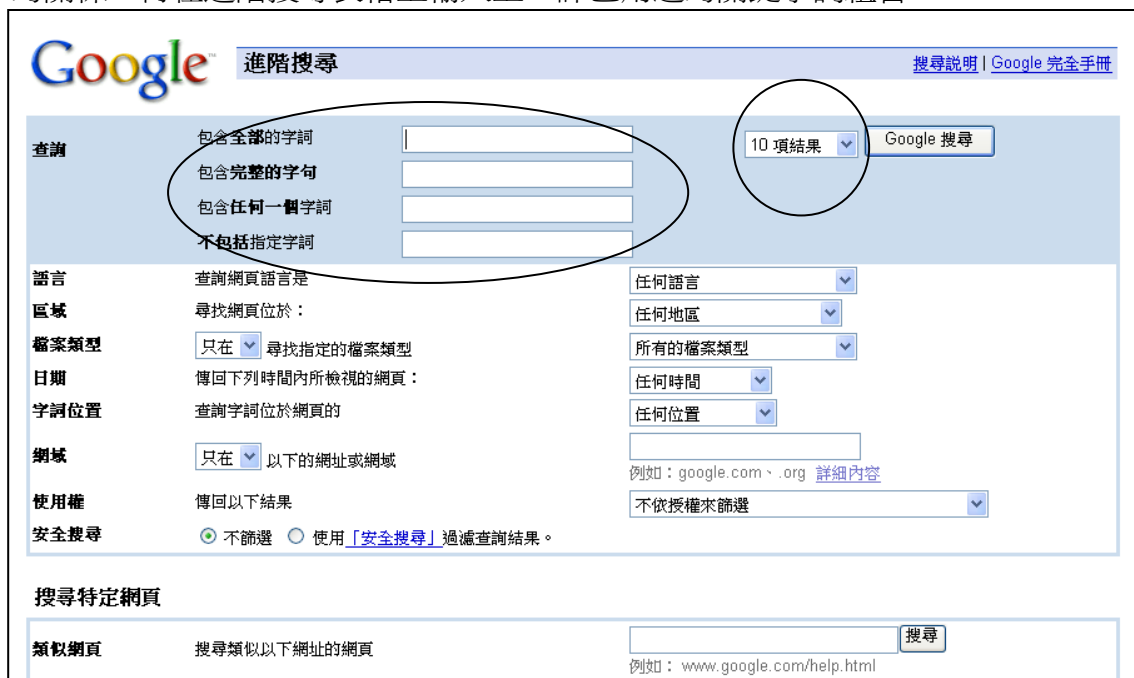 Google™ 進階搜尋 搜尋説明 | Google 完全手冊
查詢 包含全部的字詞 10 項結果 Google 搜尋
包含完整的字句
包含任何一個字詞
不包括指定字詞
語言 查詢網頁語言是 任何語言
區域 尋找網頁位於： 任何地區
檔案類型 只在 尋找指定的檔案類型 所有的檔案類型
日期 傳回下列時間內所檢視的網頁： 任何時間
字詞位置 查詢字詞位於網頁的 任何位置
網域 只在 以下的網址或網域
例如：google.com、.org 詳細內容
使用權 傳回以下結果 不依授權來篩選
安全搜尋 不篩選 使用「安全搜尋」過濾查詢結果。
搜尋特定網頁
類似網頁 搜尋類似以下網址的網頁 搜尋
例如： www.google.com/help.html